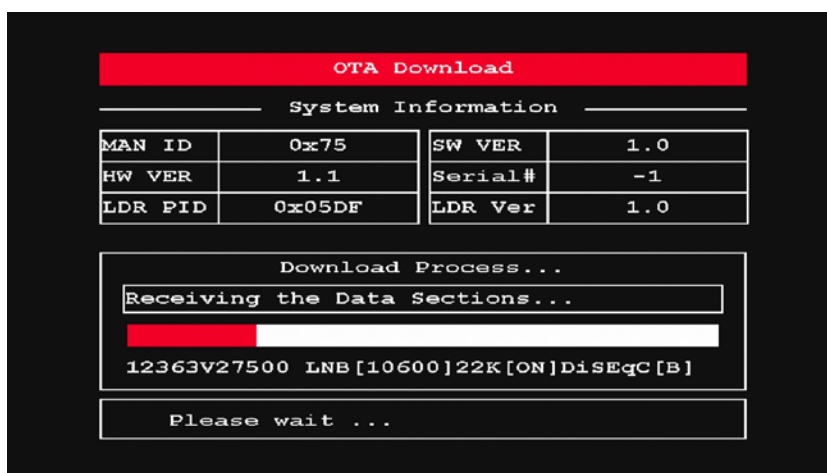 OTA Download
System Information
MAN ID 0x75 SW VER 1.0
HW VER 1.1 Serial# -1
LDR PID 0x05DF LDR Ver 1.0
Download Process...
Receiving the Data Sections...
12363V27500 LNB[10600]22K[ON]DiSEqC[B]
Please wait ...